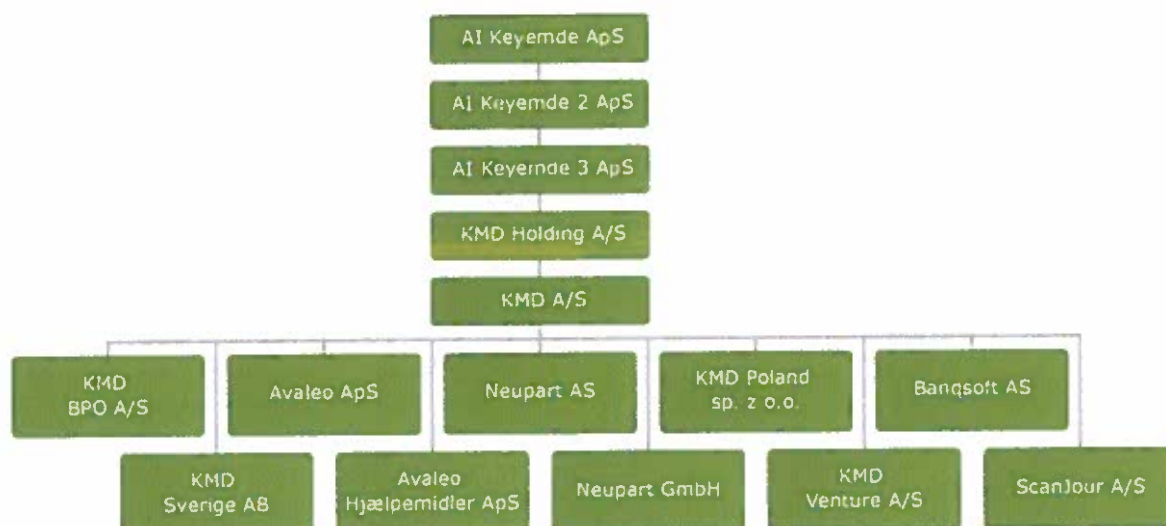 AI Keyemde ApS
AI Keyemde 2 ApS
AI Keyemde 3 ApS
KMD Holding A/S
KMD A/S
KMD
BPO A/S
Avaleo ApS
Neupart AS
KMD Poland
sp. z o.o.
Banqsoft AS
KMD
Sverige AB
Avaleo
Hjælpemidler ApS
Neupart GmbH
KMD
Venture A/S
ScanJour A/S